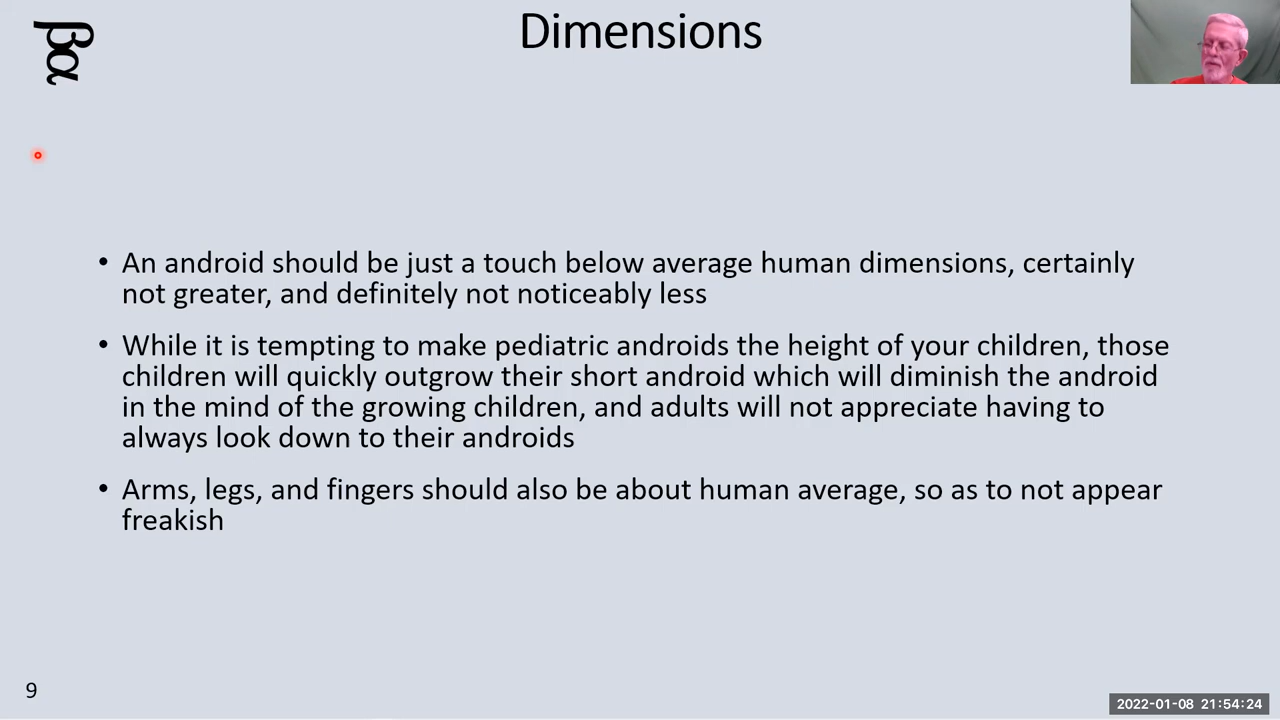 βα
Dimensions
• An android should be just a touch below average human dimensions, certainly
not greater, and definitely not noticeably less
• While it is tempting to make pediatric androids the height of your children, those
children will quickly outgrow their short android which will diminish the android
in the mind of the growing children, and adults will not appreciate having to
always look down to their androids
• Arms, legs, and fingers should also be about human average, so as to not appear
freakish
9
2022-01-08 21:54:24